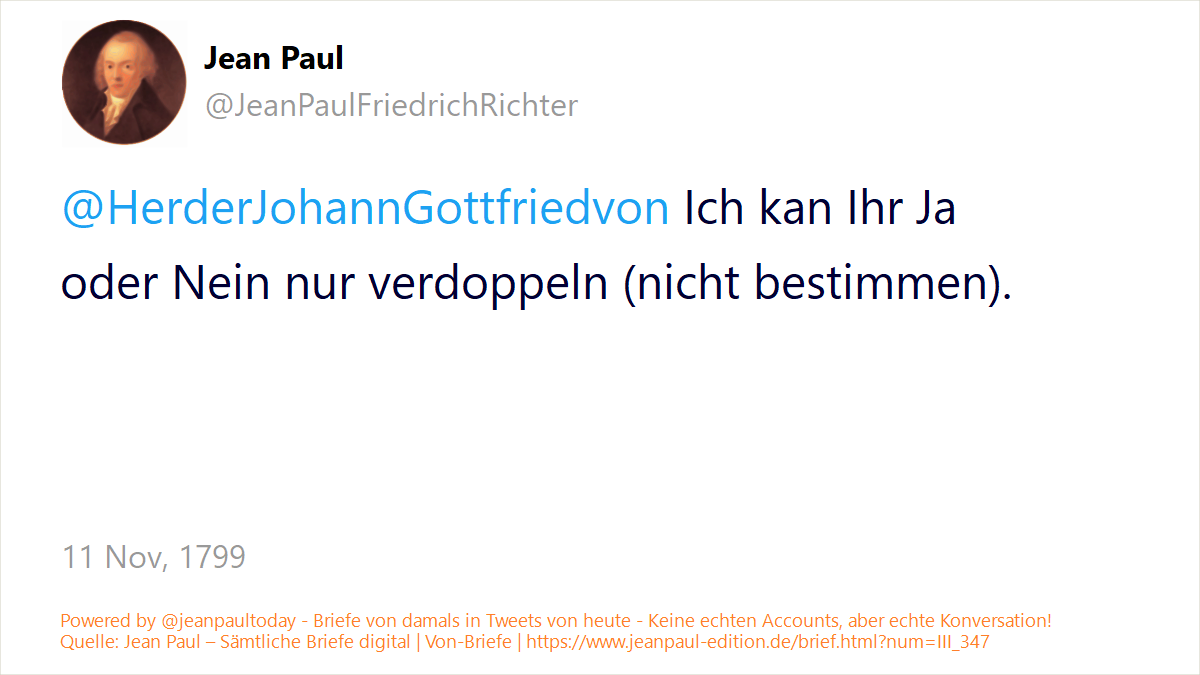 Jean Paul
@JeanPaulFriedrichRichter
@HerderJohannGottfriedvon Ich kan Ihr Ja
oder Nein nur verdoppeln (nicht bestimmen).
11 Nov, 1799
Powered by @jeanpaultoday - Briefe von damals in Tweets von heute - Keine echten Accounts, aber echte Konversation!
Quelle: Jean Paul – Sämtliche Briefe digital | Von-Briefe | https://www.jeanpaul-edition.de/brief.html?num=III_347